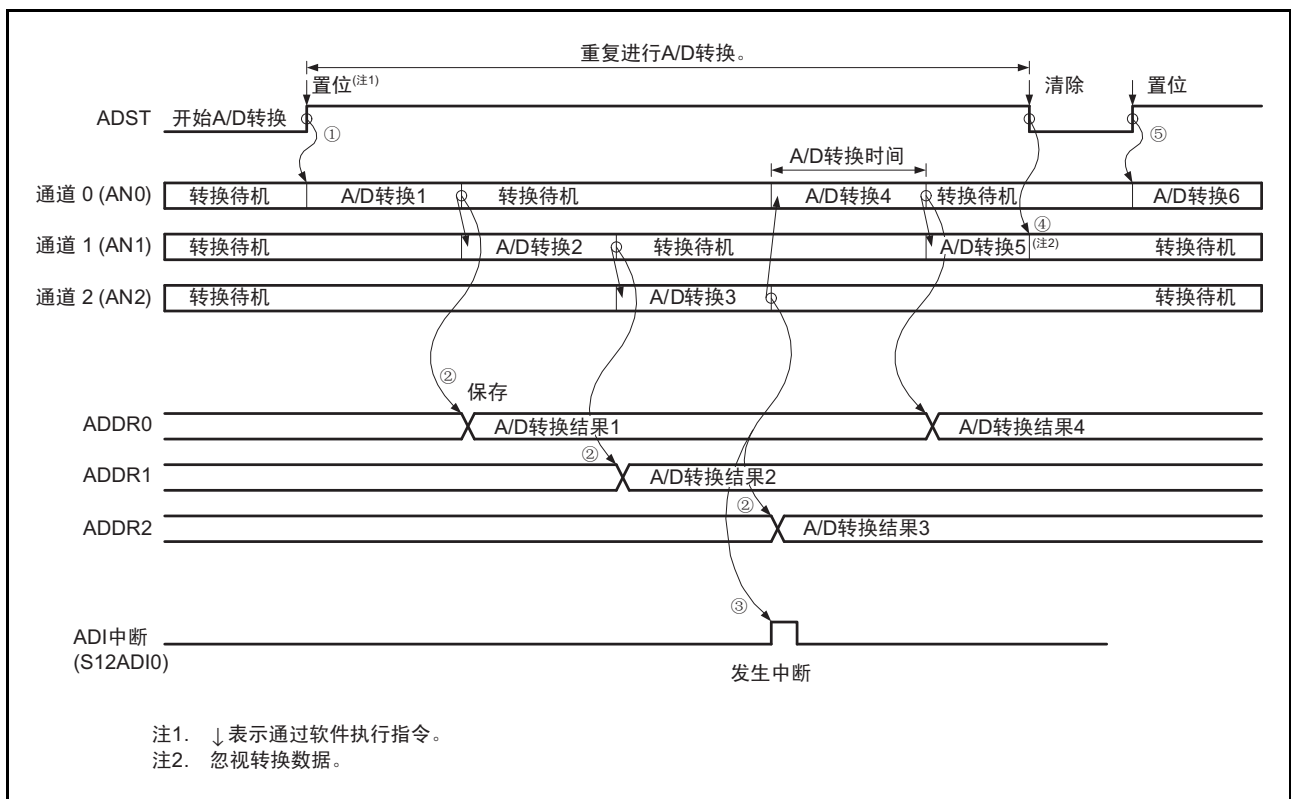 重复进行A/D转换。
置位(注1)
清除
置位
ADST 开始A/D转换
①
⑤
A/D转换时间
通道 0 (AN0) 转换待机 A/D转换1 转换待机 A/D转换4 转换待机 A/D转换6
④
通道 1 (AN1) 转换待机 A/D转换2 转换待机 A/D转换5(注2) 转换待机
通道 2 (AN2) 转换待机 A/D转换3 转换待机
② 保存
ADDR0 A/D转换结果1 A/D转换结果4
②
ADDR1 A/D转换结果2
②
ADDR2 A/D转换结果3
③
ADI中断
(S12ADI0)
发生中断
注1. ↓表示通过软件执行指令。
注2. 忽视转换数据。